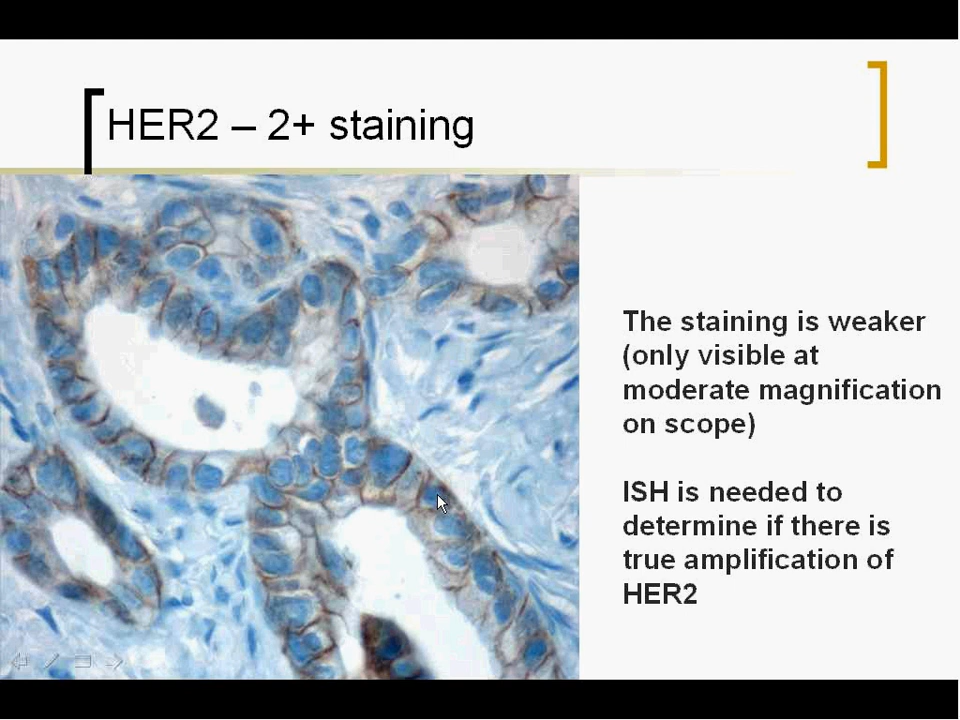 HER2 – 2+ staining
The staining is weaker
(only visible at
moderate magnification
on scope)
ISH is needed to
determine if there is
true amplification of
HER2